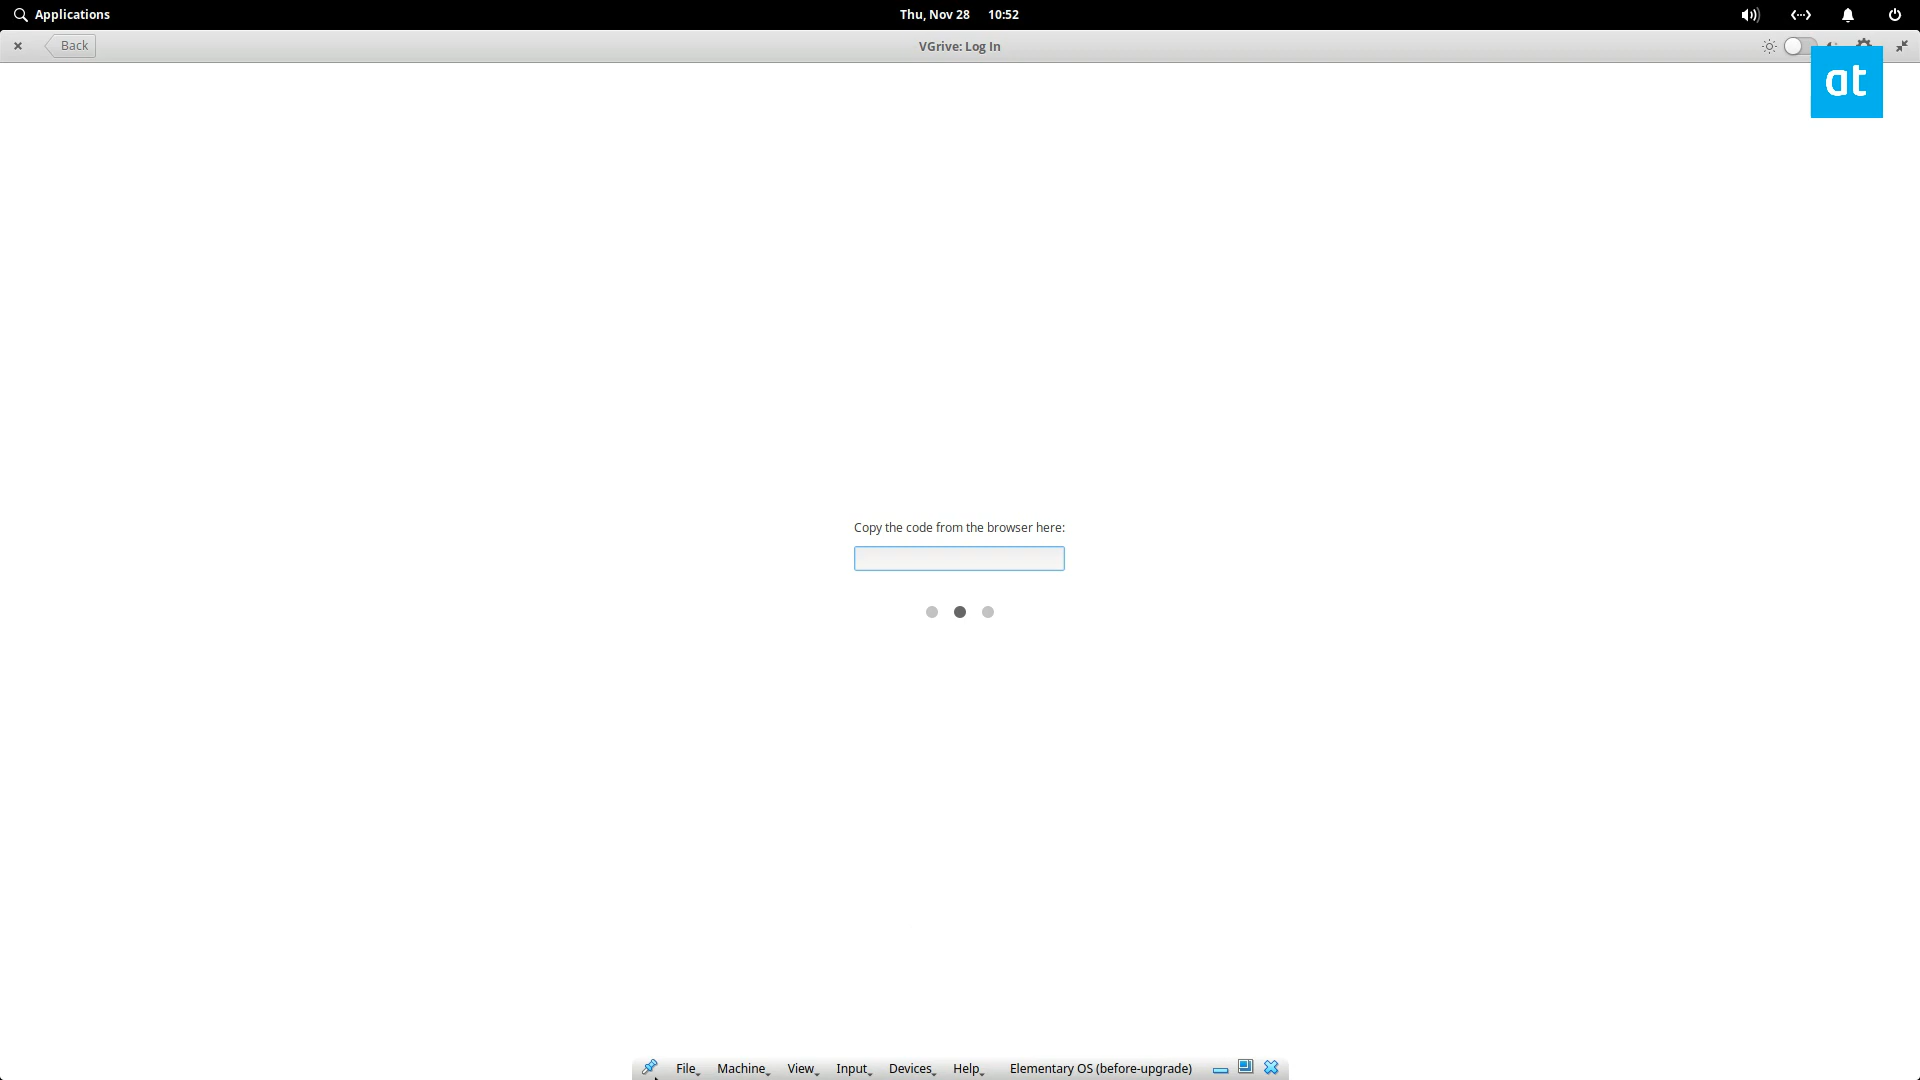 Applications
Thu, Nov 28 10:52
Back
VGrive: Log In
at
Copy the code from the browser here:
File Machine View Input Devices Help Elementary OS (before-upgrade)